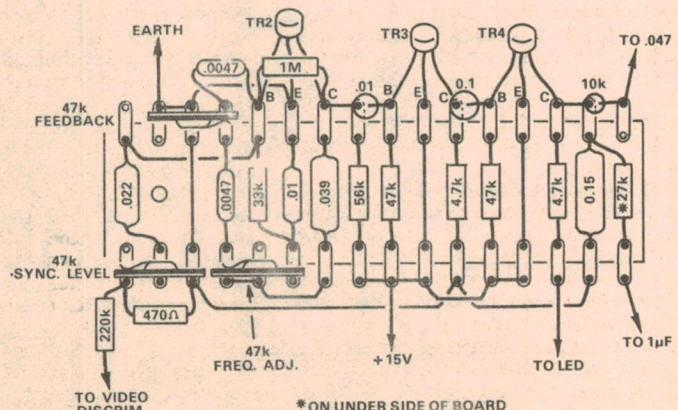 TR2
TR3
TR4
EARTH
TO .047
.0047
1M
.01
0.1
10k
B
E
C
B
E
C
B
E
C
47k
FEEDBACK
.022
.0047
33k
.01
.039
56k
47k
4.7k
47k
4.7k
0.15
*27k
47k
SYNC. LEVEL
220k
470Ω
47k
FREQ. ADJ.
+15V
TO LED
TO 1µF
TO VIDEO
DISCRIM.
*ON UNDER SIDE OF BOARD